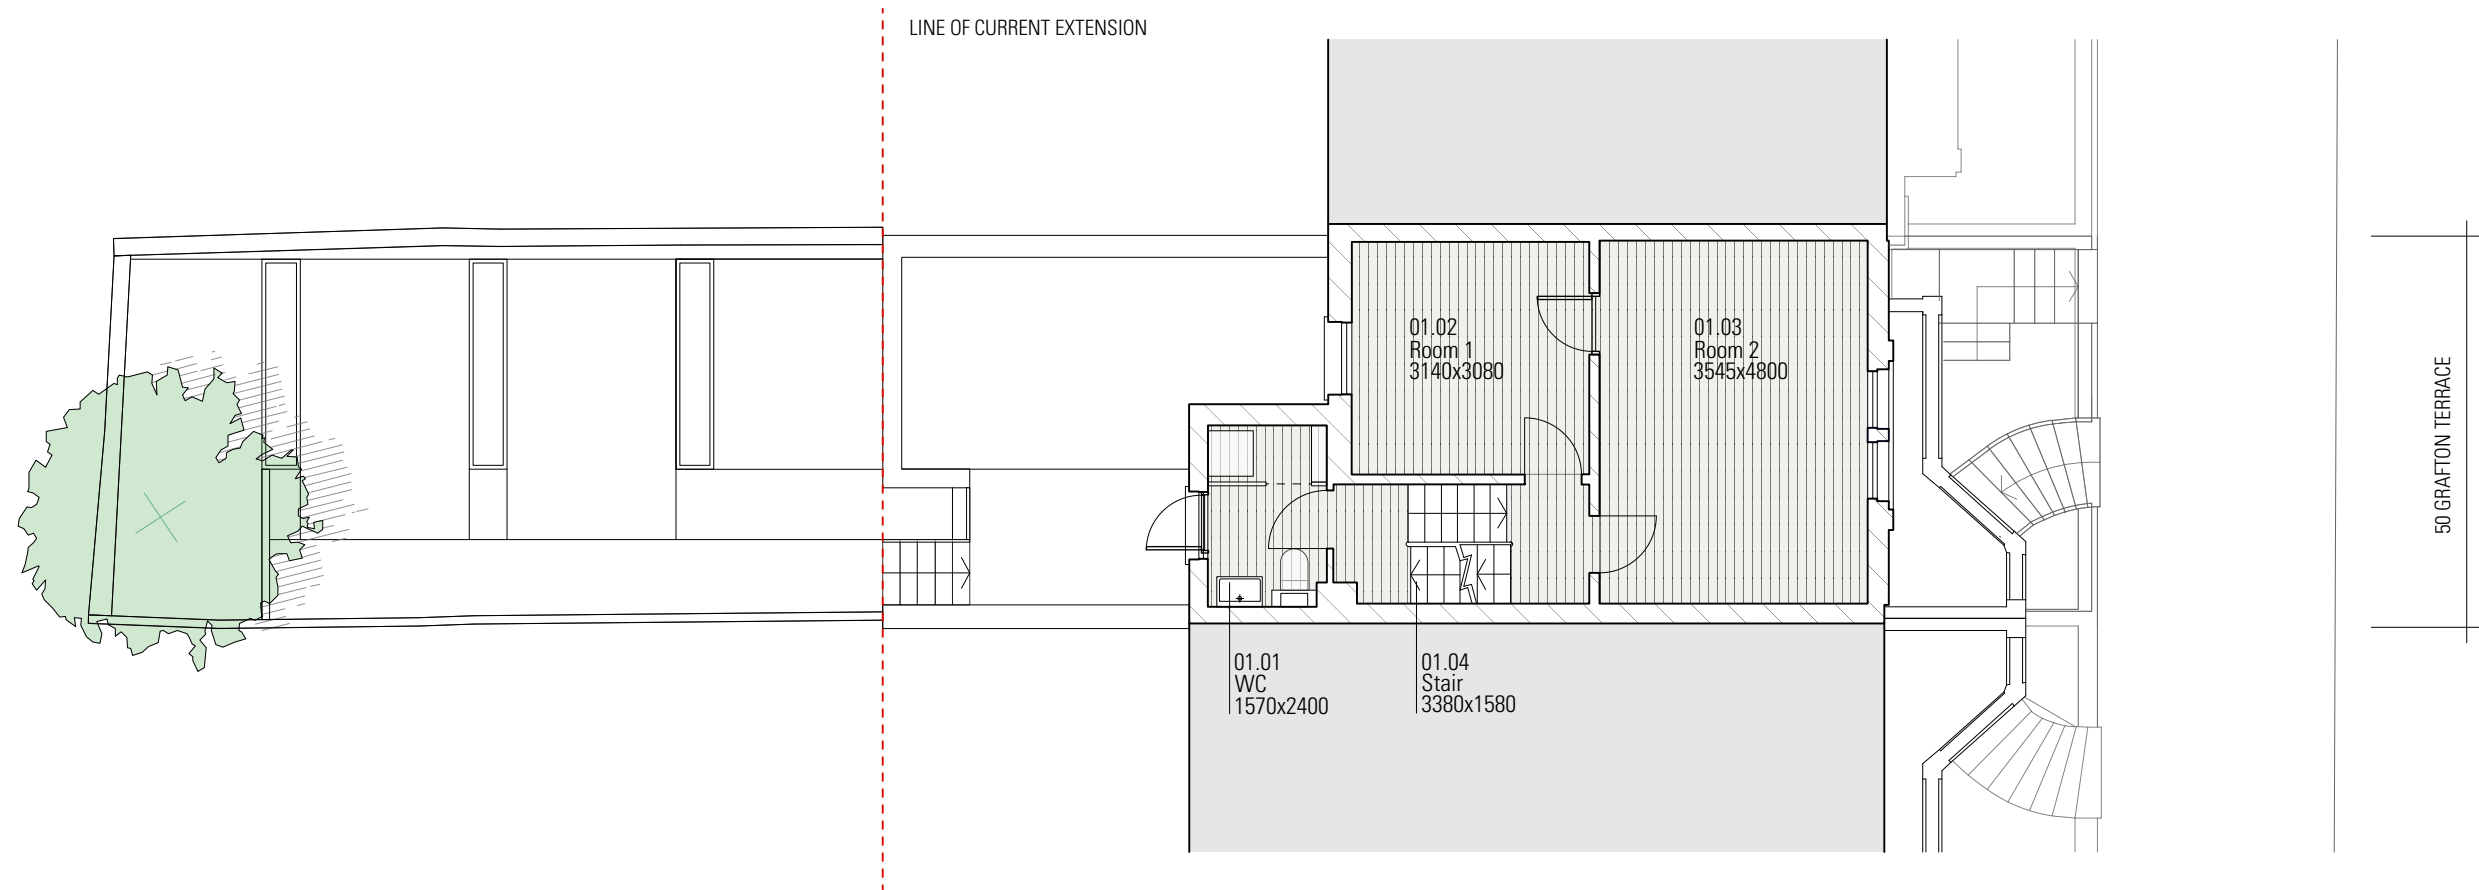 LINE OF CURRENT EXTENSION
01.02
Room 1
3140x3080
01.03
Room 2
3545x4800
50 GRAFTON TERRACE
01.01
WC
1570x2400
01.04
Stair
3380x1580